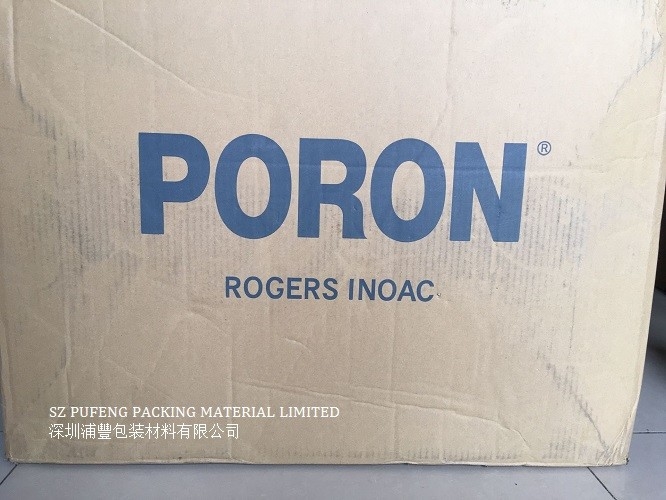 PORON®
ROGERS INOAC
SZ PUFENG PACKING MATERIAL LIMITED
深圳浦豐包装材料有限公司